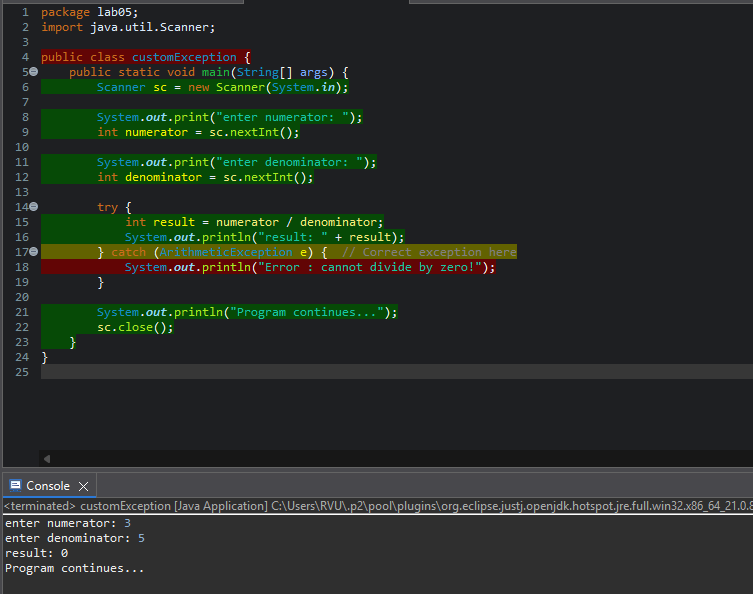 1 package lab05;
2 import java.util.Scanner;
3
4 public class customException {
5 public static void main(String[] args) {
6 Scanner sc = new Scanner(System.in);
7
8 System.out.print("enter numerator: ");
9 int numerator = sc.nextInt();
10
11 System.out.print("enter denominator: ");
12 int denominator = sc.nextInt();
13
14 try {
15 int result = numerator / denominator;
16 System.out.println("result: " + result);
17 } catch (ArithmeticException e) { // Correct exception here
18 System.out.println("Error : cannot divide by zero!");
19 }
20
21 System.out.println("Program continues...");
22 sc.close();
23 }
24 }
25
Console
<terminated> customException [Java Application] C:\Users\RVU\.p2\pool\plugins\org.eclipse.justj.openjdk.hotspot.jre.full.win32.x86_64_21.0.8
enter numerator: 3
enter denominator: 5
result: 0
Program continues...